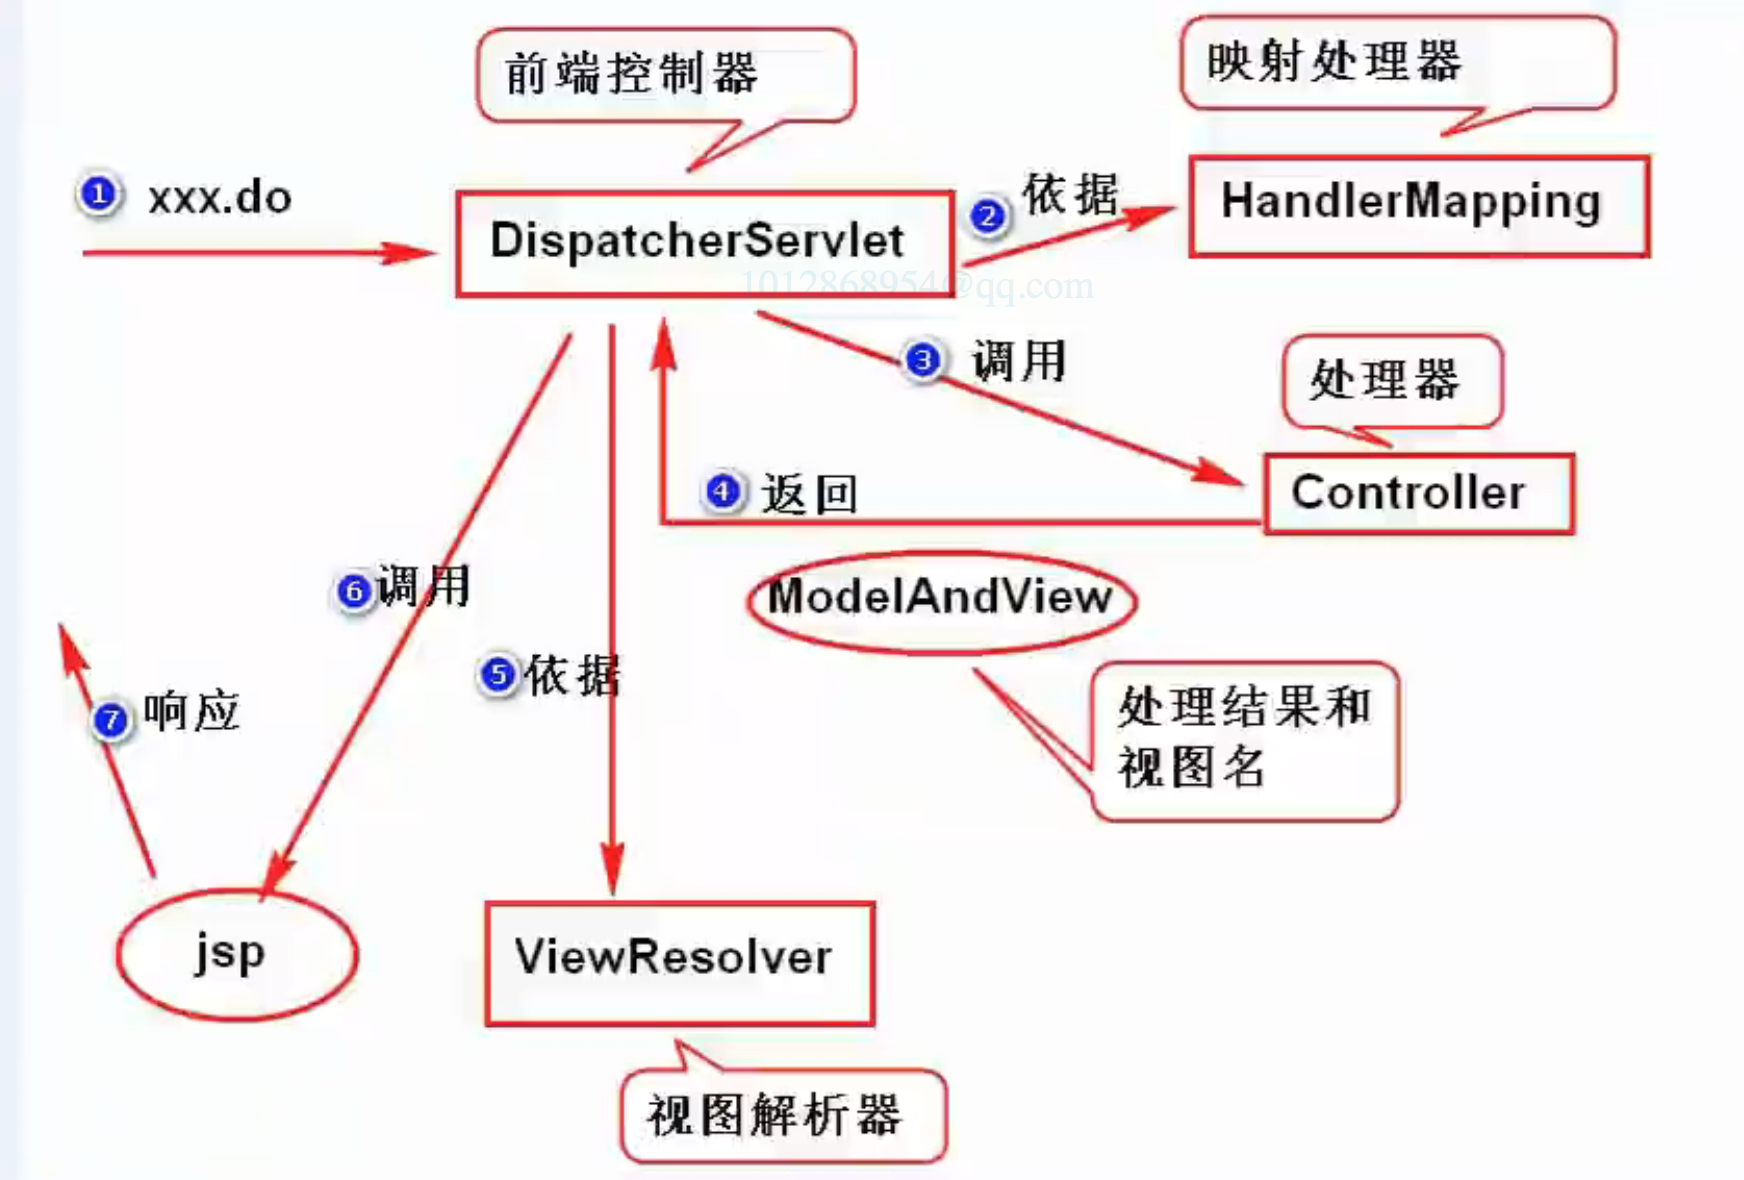 前端控制器
映射处理器
1 xxx.do
DispatcherServlet
2 依据
HandlerMapping
1012868954@qq.com
3 调用
处理器
Controller
4 返回
ModelAndView
6 调用
5 依据
7 响应
处理结果和
视图名
jsp
ViewResolver
视图解析器